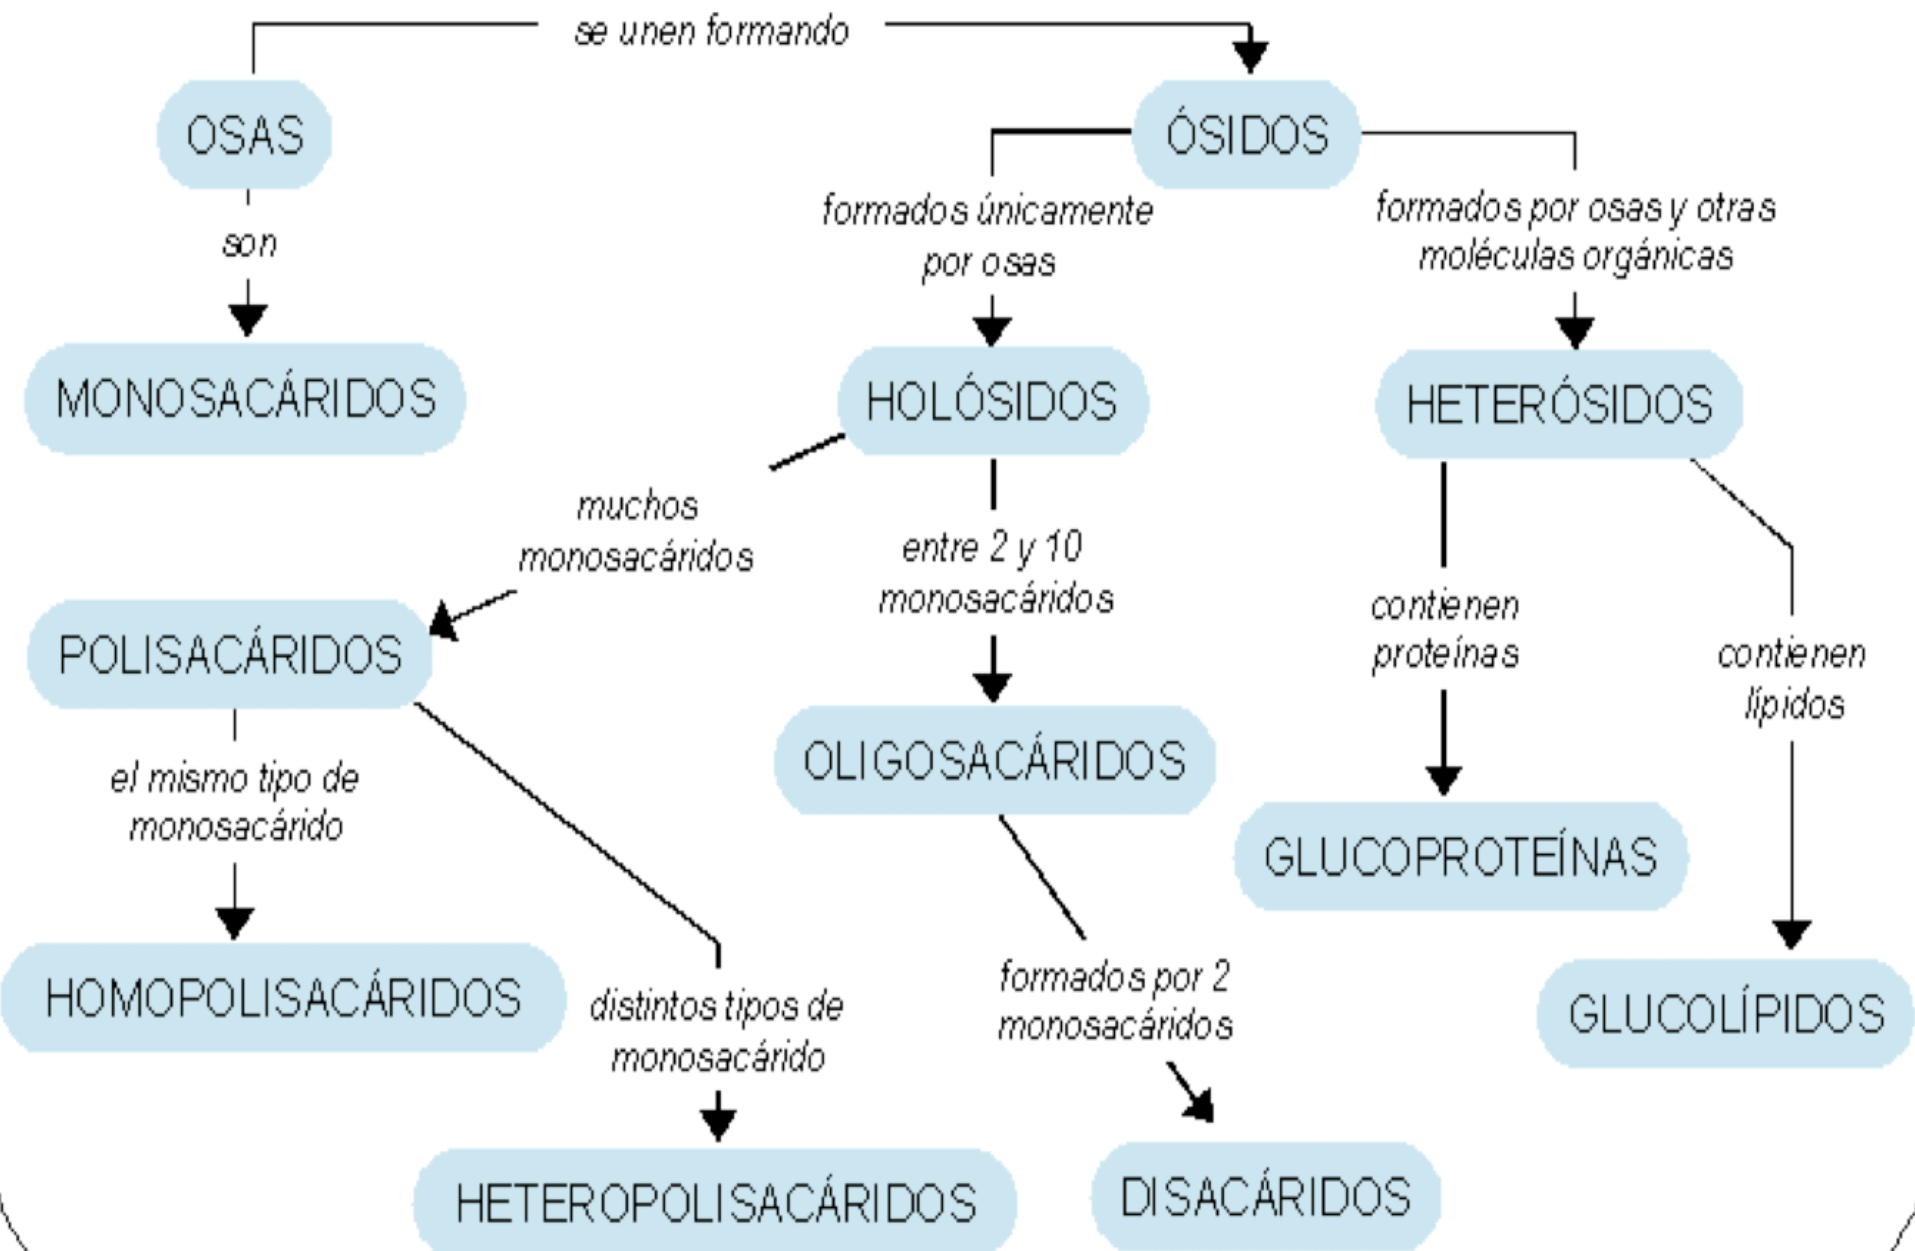 se unen formando
OSAS
ÓSIDOS
son
formados únicamente
por osas
formados por osas y otras
moléculas orgánicas
MONOSACÁRIDOS
HOLÓSIDOS
HETERÓSIDOS
muchos
monosacáridos
entre 2 y 10
monosacáridos
contienen
proteínas
contienen
lípidos
POLISACÁRIDOS
OLIGOSACÁRIDOS
el mismo tipo de
monosacárido
GLUCOPROTEÍNAS
HOMOPOLISACÁRIDOS
distintos tipos de
monosacárido
formados por 2
monosacáridos
GLUCOLÍPIDOS
HETEROPOLISACÁRIDOS
DISACÁRIDOS